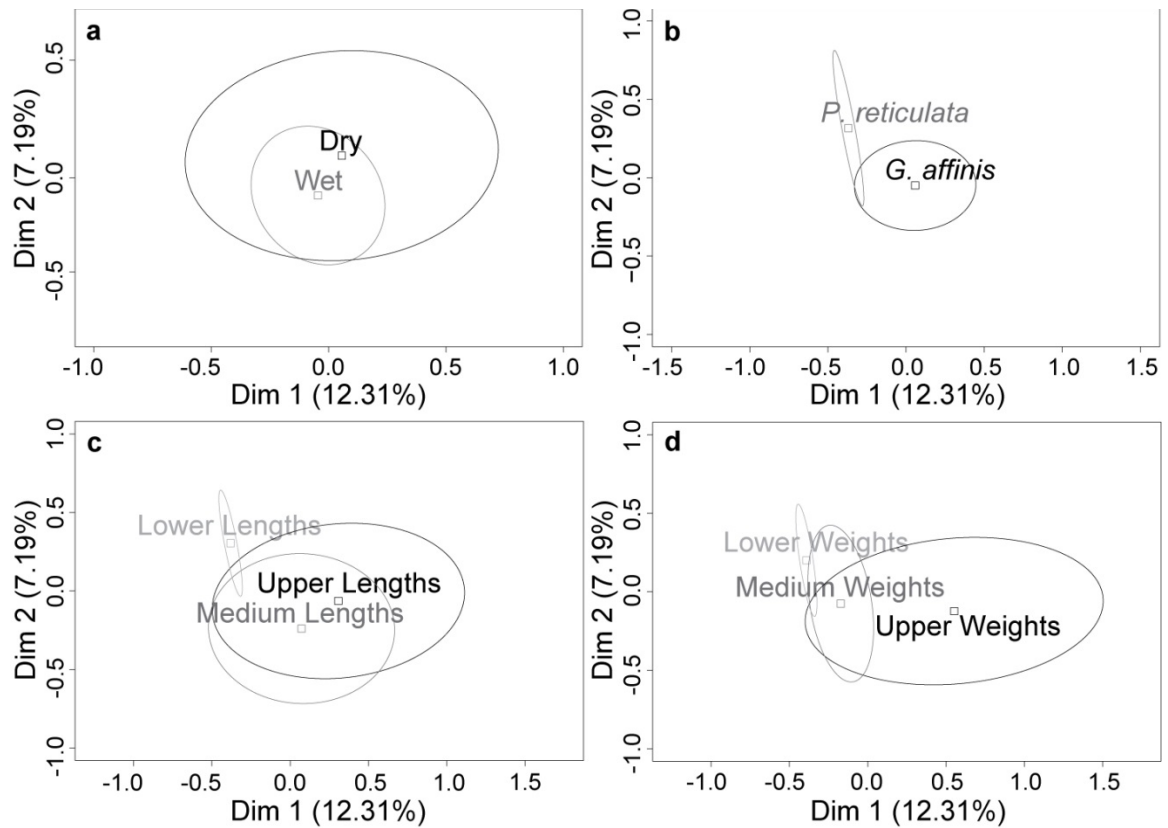 a
Dry
Wet
0.5
0.0
-0.5
Dim 2 (7.19%)
-1.0 -0.5 0.0 0.5 1.0
Dim 1 (12.31%)
b
P. reticulata
G. affinis
1.0
0.5
0.0
-0.5
-1.0
Dim 2 (7.19%)
-1.5 -1.0 -0.5 0.0 0.5 1.0 1.5
Dim 1 (12.31%)
c
Lower Lengths
Upper Lengths
Medium Lengths
1.0
0.5
0.0
-0.5
-1.0
Dim 2 (7.19%)
-1.0 -0.5 0.0 0.5 1.0 1.5
Dim 1 (12.31%)
d
Lower Weights
Medium Weights
Upper Weights
1.0
0.5
0.0
-0.5
-1.0
Dim 2 (7.19%)
-1.0 -0.5 0.0 0.5 1.0 1.5
Dim 1 (12.31%)